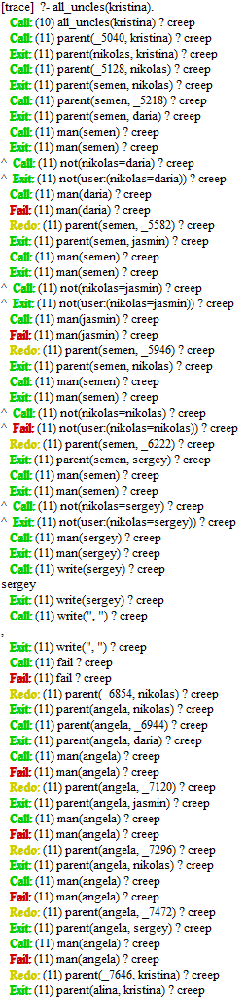 [trace]  ?- all_uncles(kristina).
Call: (10) all_uncles(kristina) ? creep
Call: (11) parent(_5040, kristina) ? creep
Exit: (11) parent(nikolas, kristina) ? creep
Call: (11) parent(_5128, nikolas) ? creep
Exit: (11) parent(semen, nikolas) ? creep
Call: (11) parent(semen, _5218) ? creep
Exit: (11) parent(semen, daria) ? creep
Call: (11) man(semen) ? creep
Exit: (11) man(semen) ? creep
^ Call: (11) not(nikolas=daria) ? creep
^ Exit: (11) not(user:(nikolas=daria)) ? creep
Call: (11) man(daria) ? creep
Fail: (11) man(daria) ? creep
Redo: (11) parent(semen, _5582) ? creep
Exit: (11) parent(semen, jasmin) ? creep
Call: (11) man(semen) ? creep
Exit: (11) man(semen) ? creep
^ Call: (11) not(nikolas=jasmin) ? creep
^ Exit: (11) not(user:(nikolas=jasmin)) ? creep
Call: (11) man(jasmin) ? creep
Fail: (11) man(jasmin) ? creep
Redo: (11) parent(semen, _5946) ? creep
Exit: (11) parent(semen, nikolas) ? creep
Call: (11) man(semen) ? creep
Exit: (11) man(semen) ? creep
^ Call: (11) not(nikolas=nikolas) ? creep
^ Fail: (11) not(user:(nikolas=nikolas)) ? creep
Redo: (11) parent(semen, _6222) ? creep
Exit: (11) parent(semen, sergey) ? creep
Call: (11) man(semen) ? creep
Exit: (11) man(semen) ? creep
^ Call: (11) not(nikolas=sergey) ? creep
^ Exit: (11) not(user:(nikolas=sergey)) ? creep
Call: (11) man(sergey) ? creep
Exit: (11) man(sergey) ? creep
Call: (11) write(sergey) ? creep
sergey
Exit: (11) write(sergey) ? creep
Call: (11) write(", ") ? creep
,
Exit: (11) write(", ") ? creep
Call: (11) fail ? creep
Fail: (11) fail ? creep
Redo: (11) parent(_6854, nikolas) ? creep
Exit: (11) parent(angela, nikolas) ? creep
Call: (11) parent(angela, _6944) ? creep
Exit: (11) parent(angela, daria) ? creep
Call: (11) man(angela) ? creep
Fail: (11) man(angela) ? creep
Redo: (11) parent(angela, _7120) ? creep
Exit: (11) parent(angela, jasmin) ? creep
Call: (11) man(angela) ? creep
Fail: (11) man(angela) ? creep
Redo: (11) parent(angela, _7296) ? creep
Exit: (11) parent(angela, nikolas) ? creep
Call: (11) man(angela) ? creep
Fail: (11) man(angela) ? creep
Redo: (11) parent(angela, _7472) ? creep
Exit: (11) parent(angela, sergey) ? creep
Call: (11) man(angela) ? creep
Fail: (11) man(angela) ? creep
Redo: (11) parent(_7646, kristina) ? creep
Exit: (11) parent(alina, kristina) ? creep